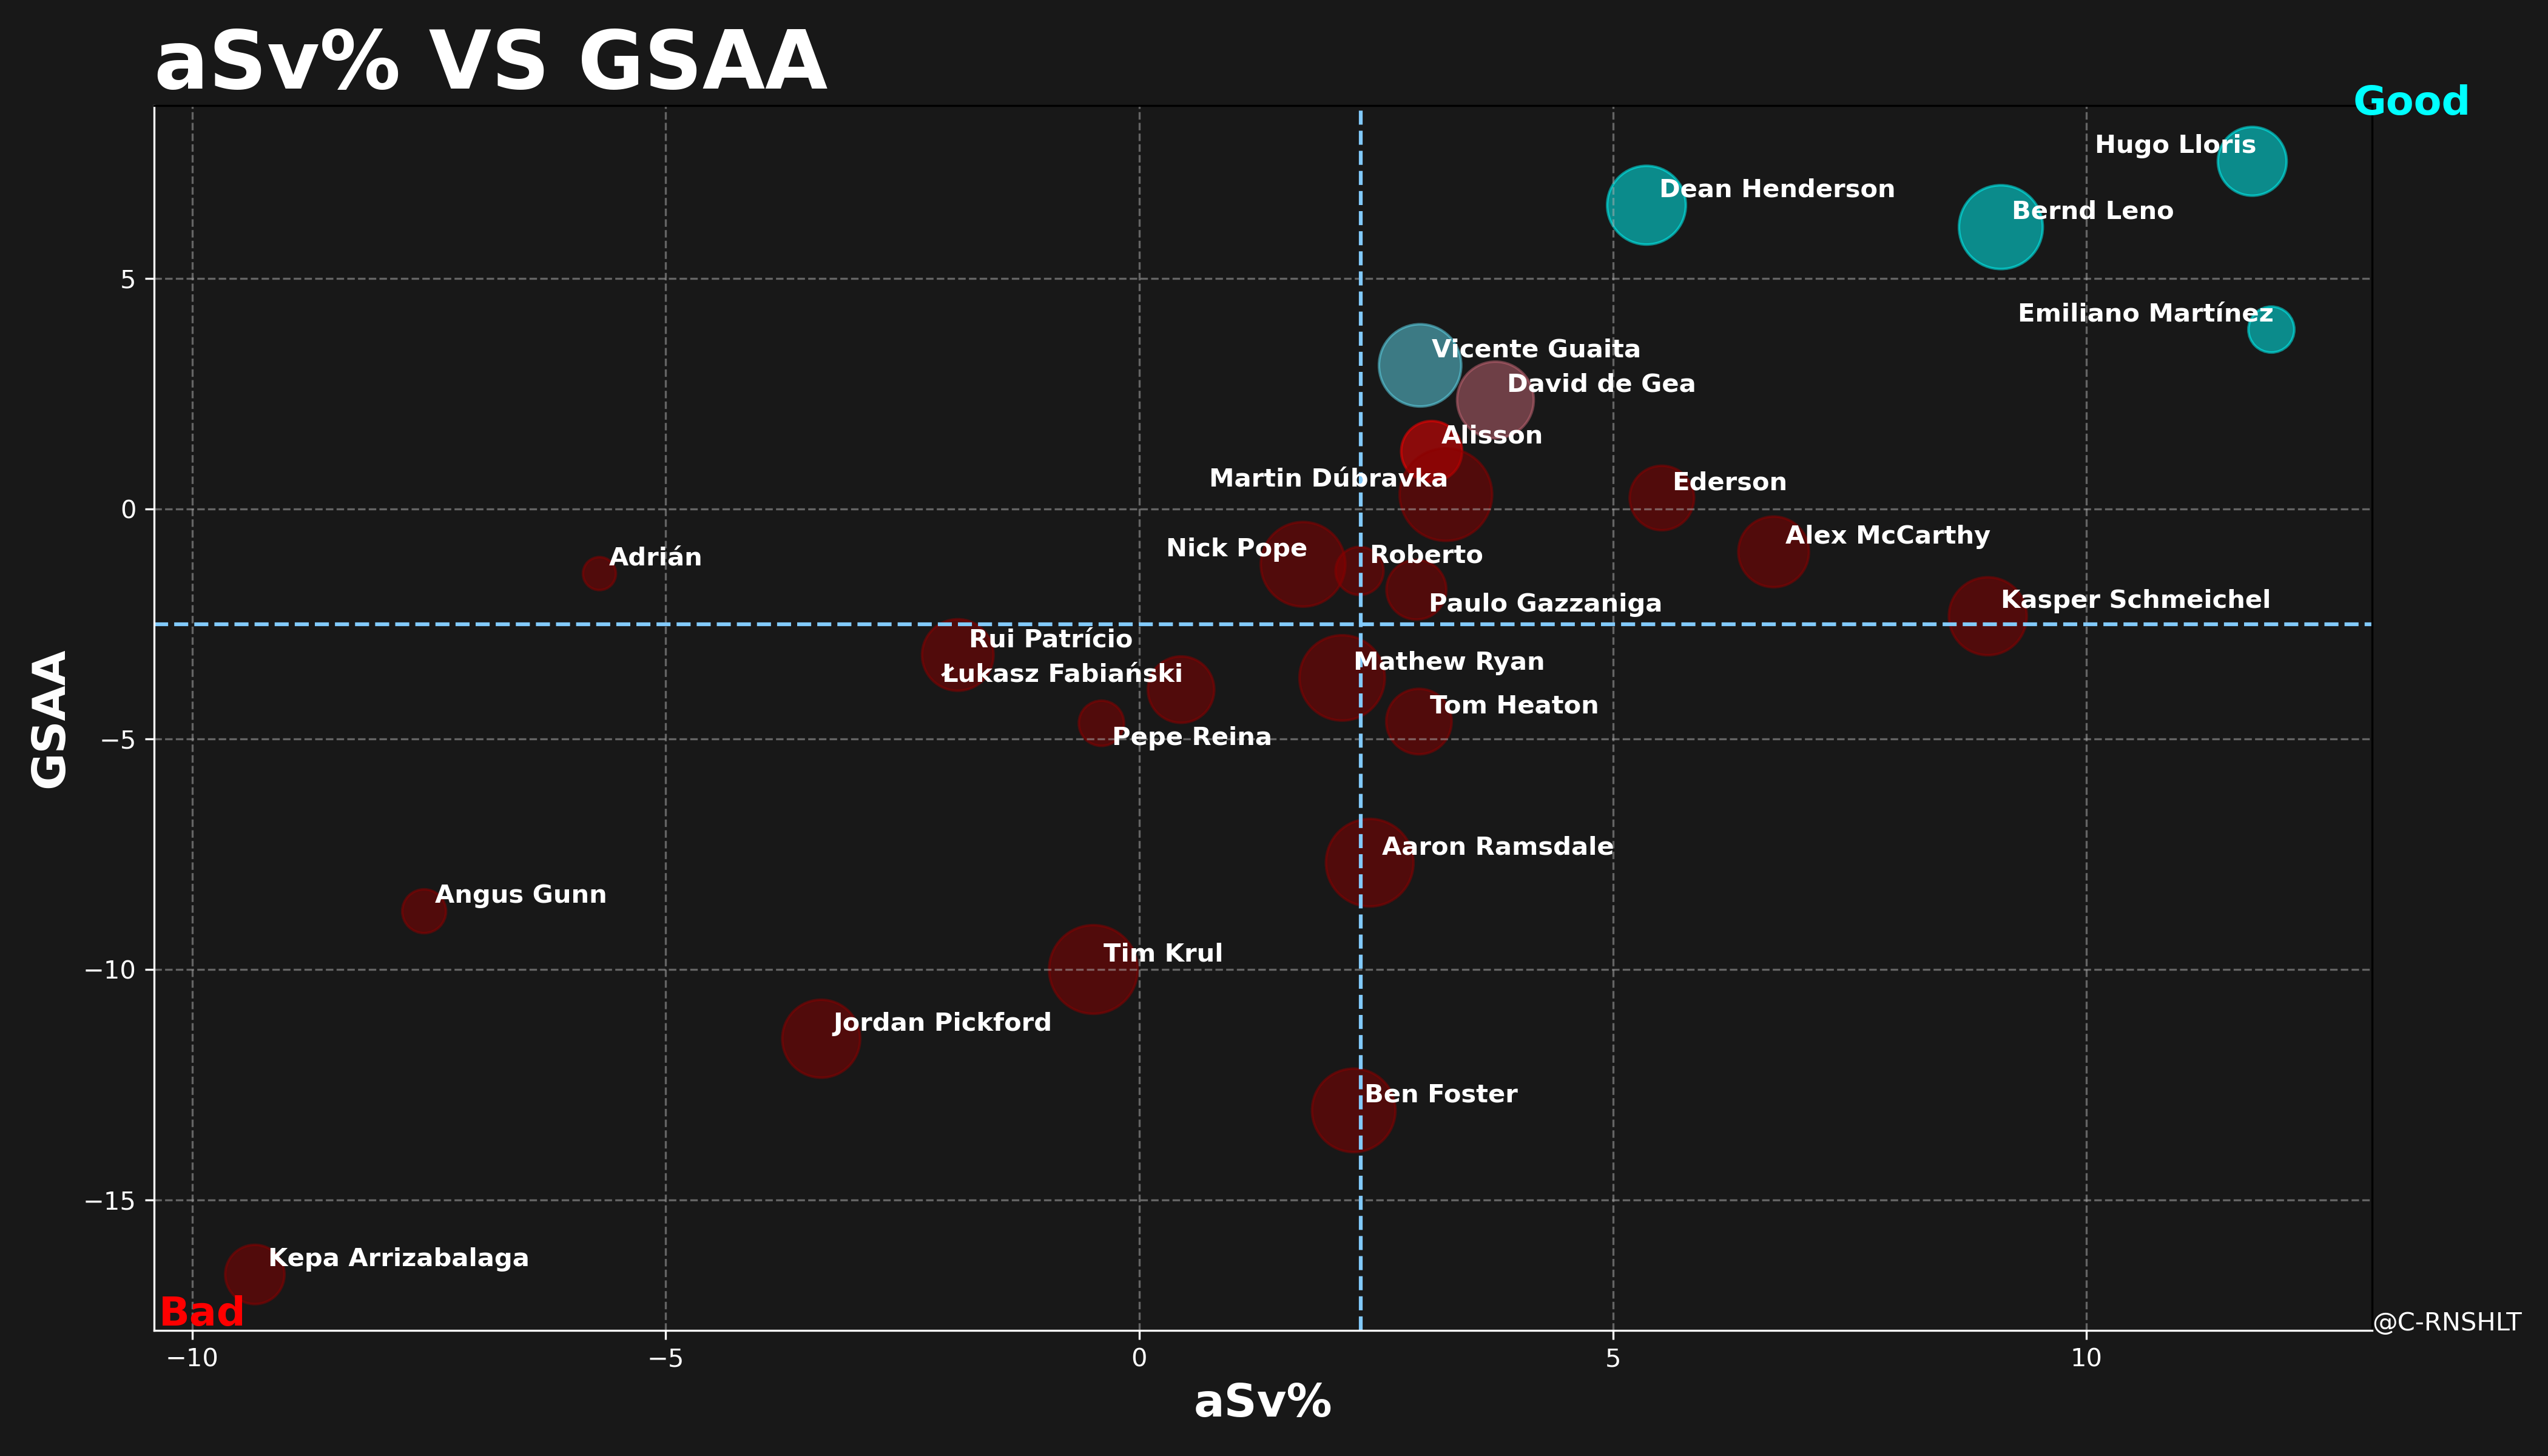 aSv% VS GSAA
Good
Hugo Lloris
Dean Henderson
Bernd Leno
5
Emiliano Martínez
Vicente Guaita
David de Gea
Alisson
Martin Dúbravka
Ederson
0
Alex McCarthy
Nick Pope
Roberto
Adrián
Kasper Schmeichel
Paulo Gazzaniga
Rui Patrício
Mathew Ryan
Łukasz Fabiański
Tom Heaton
GSAA
−5
Pepe Reina
Aaron Ramsdale
Angus Gunn
Tim Krul
−10
Jordan Pickford
Ben Foster
−15
Kepa Arrizabalaga
Bad
@C-RNSHLT
−10 −5 0 5 10
aSv%